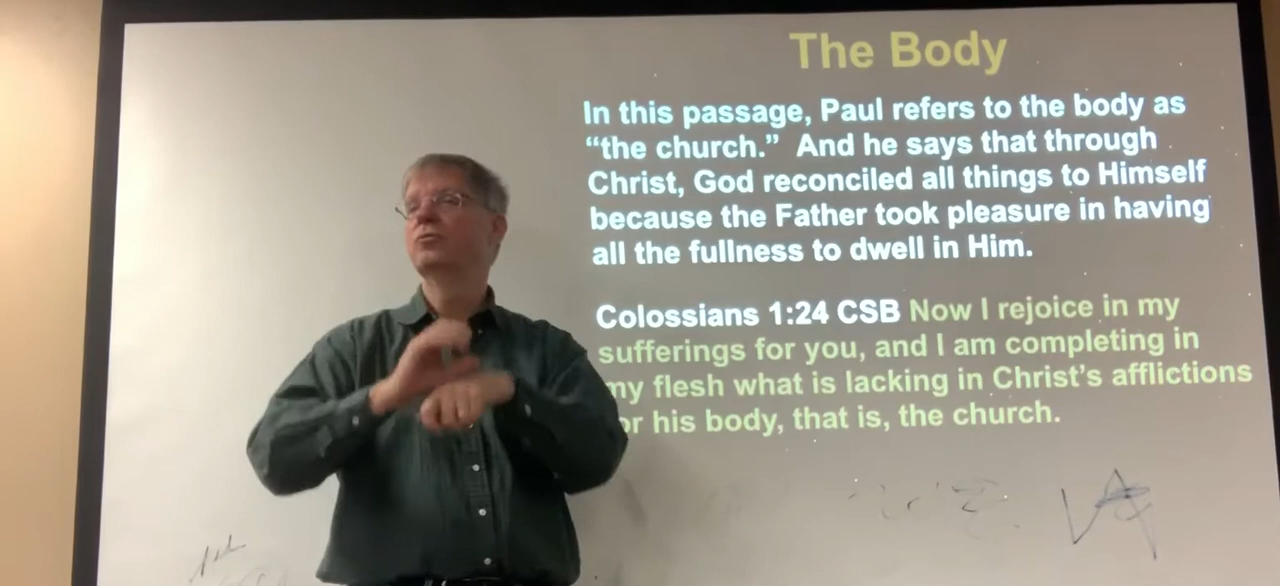 The Body
In this passage, Paul refers to the body as
“the church.” And he says that through
Christ, God reconciled all things to Himself
because the Father took pleasure in having
all the fullness to dwell in Him.
Colossians 1:24 CSB Now I rejoice in my
sufferings for you, and I am completing in
my flesh what is lacking in Christ’s afflictions
for his body, that is, the church.